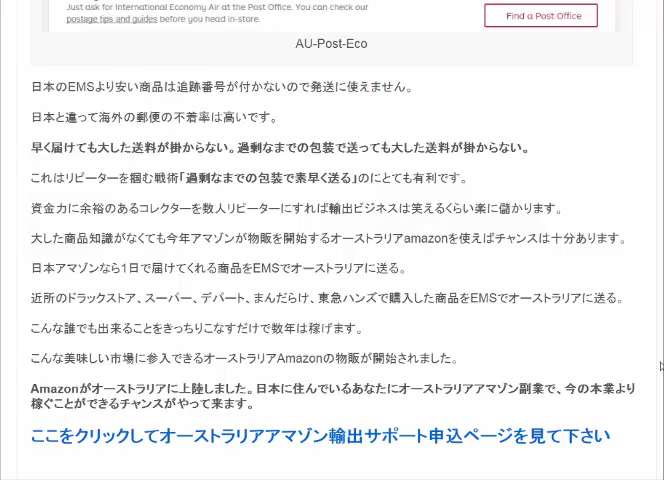 Just ask for International Economy Air at the Post Office. You can check our
postage tips and guides before you head in-store.
Find a Post Office
AU-Post-Eco
日本のEMSより安い商品は追跡番号が付かないので発送に使えません。
日本と違って海外の郵便の不着率は高いです。
早く届けても大した送料が掛からない。過剰なまでの包装で送っても大した送料が掛からない。
これはリピーターを掴む戦術「過剰なまでの包装で素早く送る」のにとても有利です。
資金力に余裕のあるコレクターを数人リピーターにすれば輸出ビジネスは笑えるくらい楽に儲かります。
大した商品知識がなくても今年アマゾンが物販を開始するオーストラリアamazonを使えばチャンスは十分あります。
日本アマゾンなら1日で届けてくれる商品をEMSでオーストラリアに送る。
近所のドラックストア、スーパー、デパート、まんだらけ、東急ハンズで購入した商品をEMSでオーストラリアに送る。
こんな誰でも出来ることをきっちりこなすだけで数年は稼げます。
こんな美味しい市場に参入できるオーストラリアAmazonの物販が開始されました。
Amazonがオーストラリアに上陸しました。日本に住んでいるあなたにオーストラリアアマゾン副業で、今の本業より
稼ぐことができるチャンスがやって来ます。
ここをクリックしてオーストラリアアマゾン輸出サポート申込ページを見て下さい